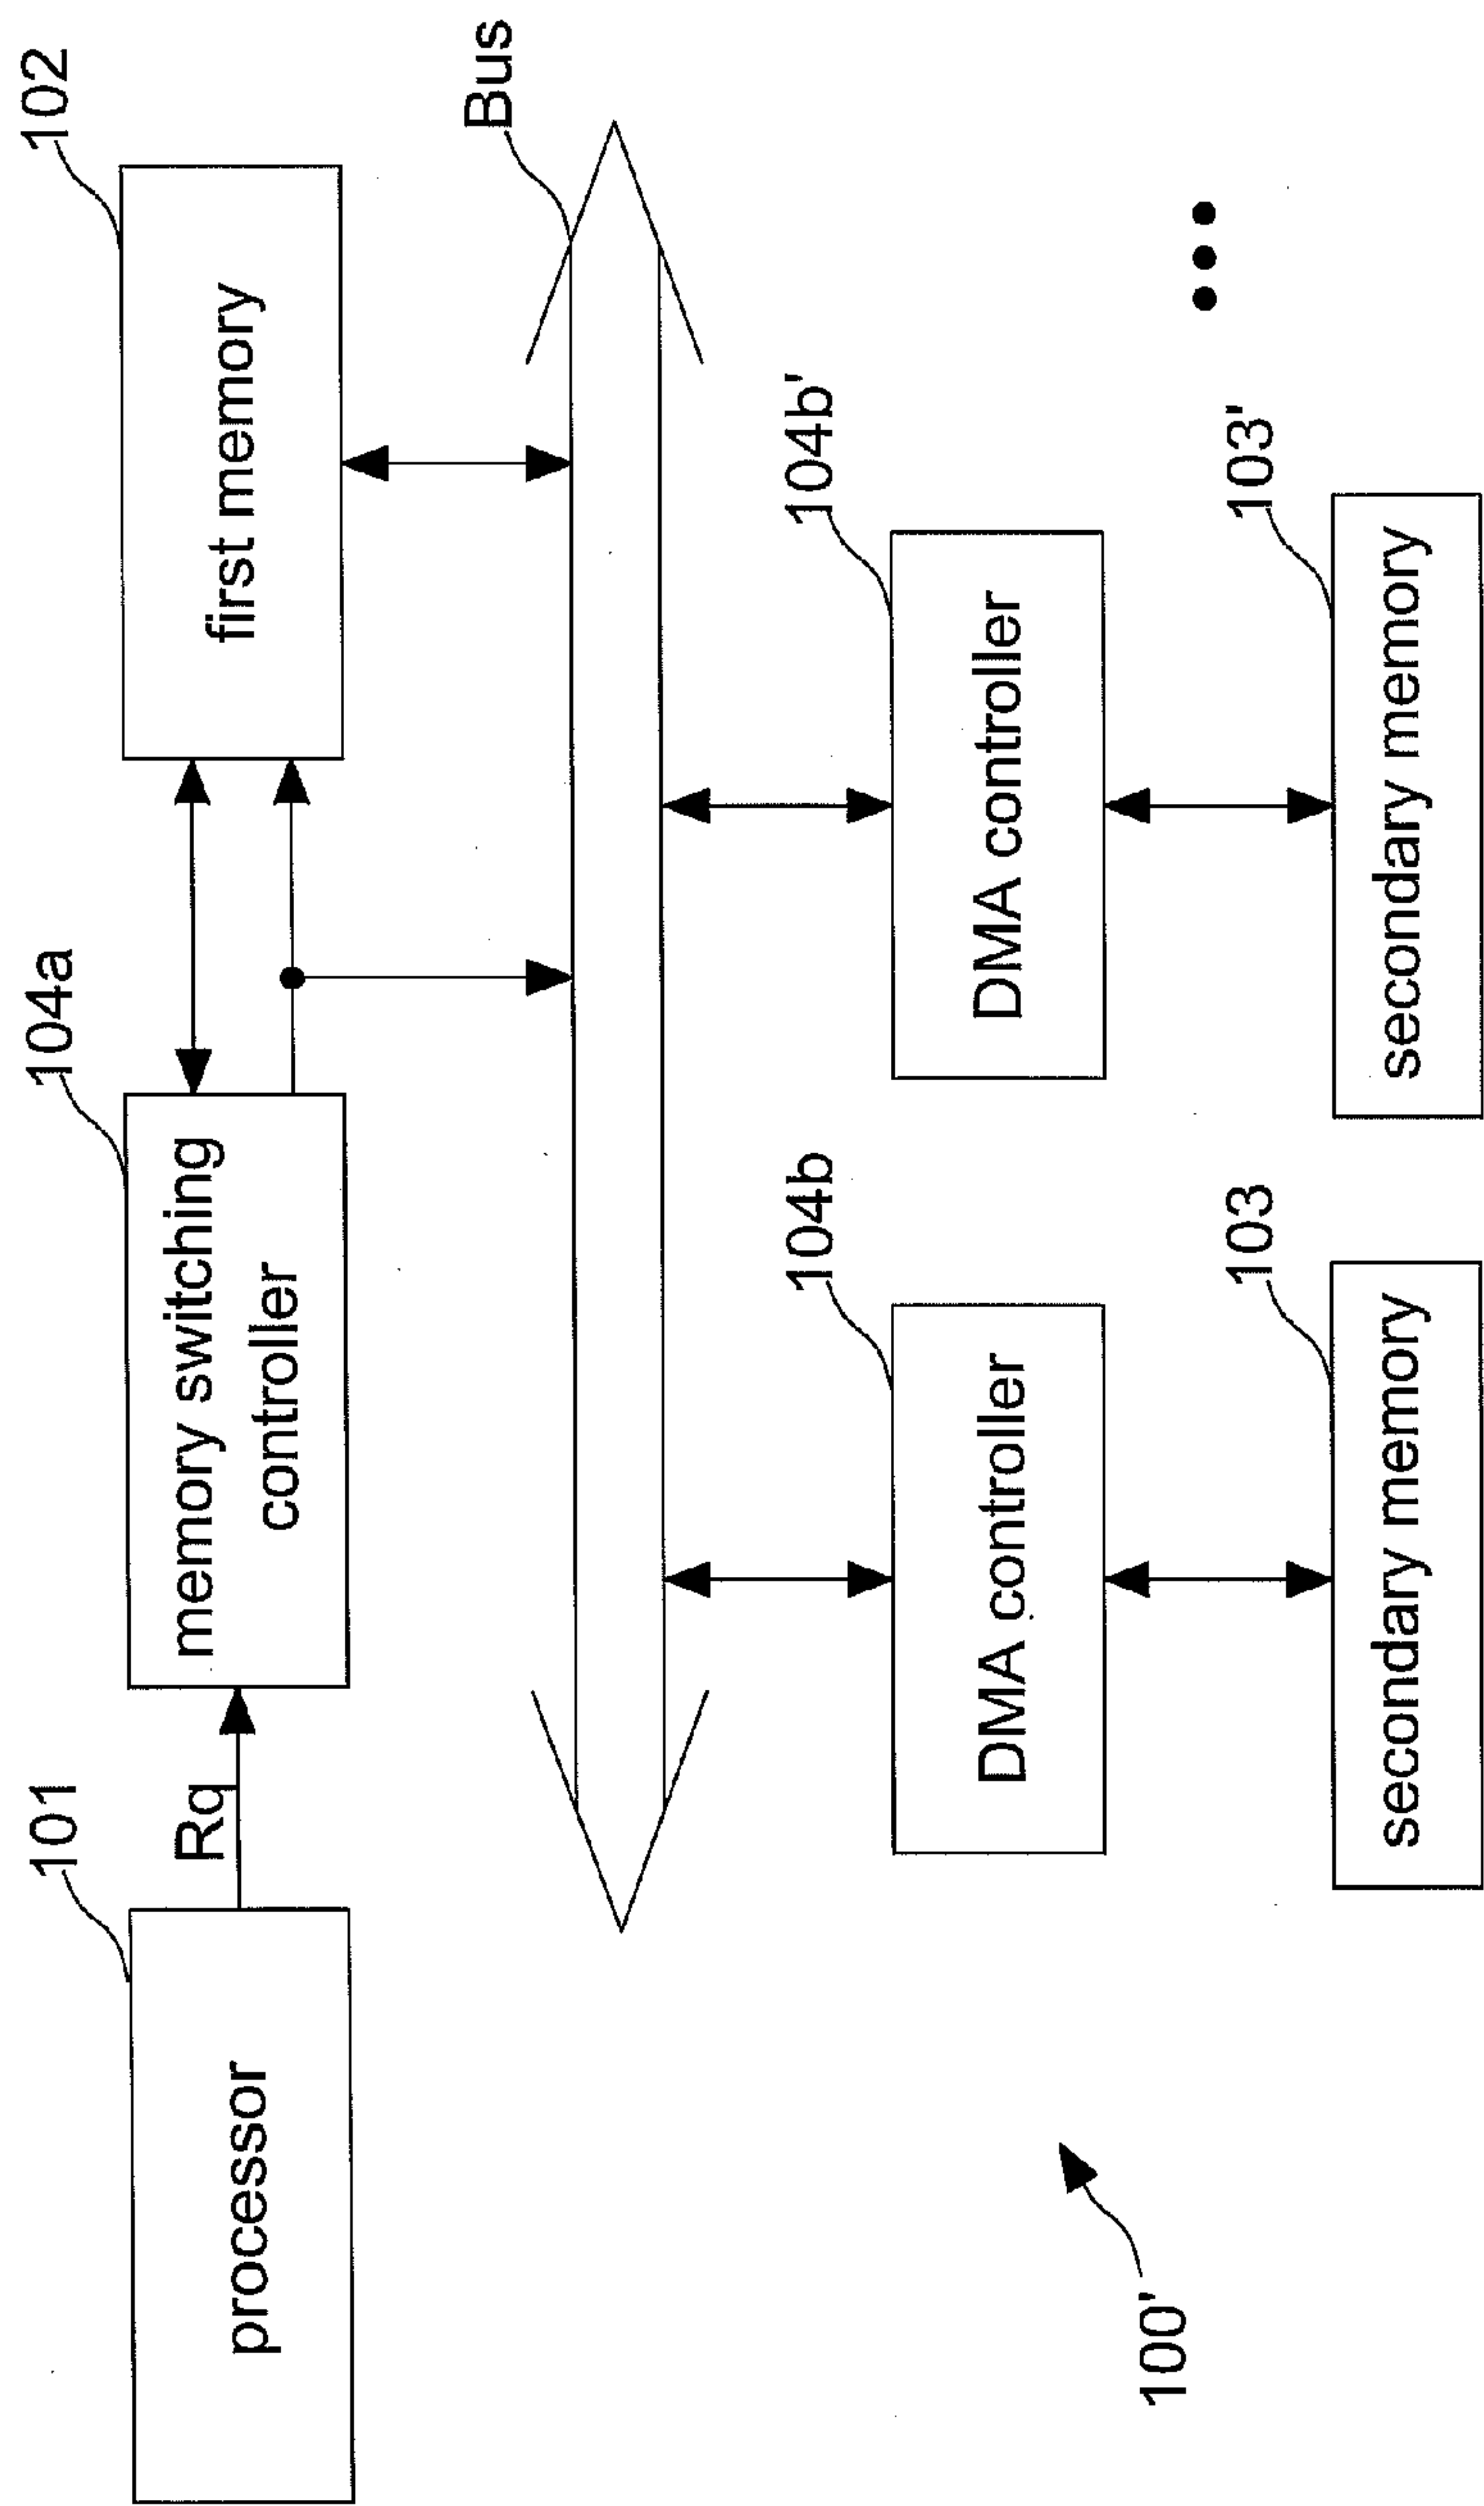 101
104a
102
processor
Rq
memory switching
controller
first memory
Bus
104b
104b'
DMA controller
DMA controller
103
103'
secondary memory
secondary memory
100'